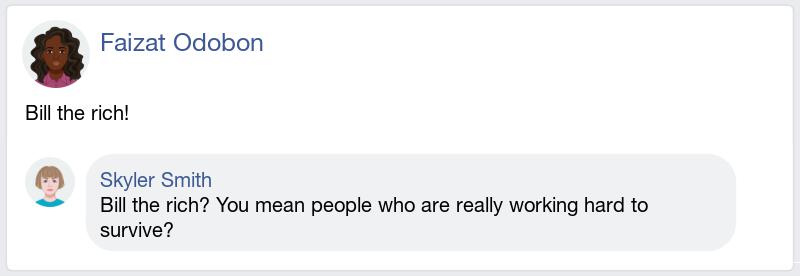 Faizat Odobon
Bill the rich!
Skyler Smith
Bill the rich? You mean people who are really working hard to
survive?